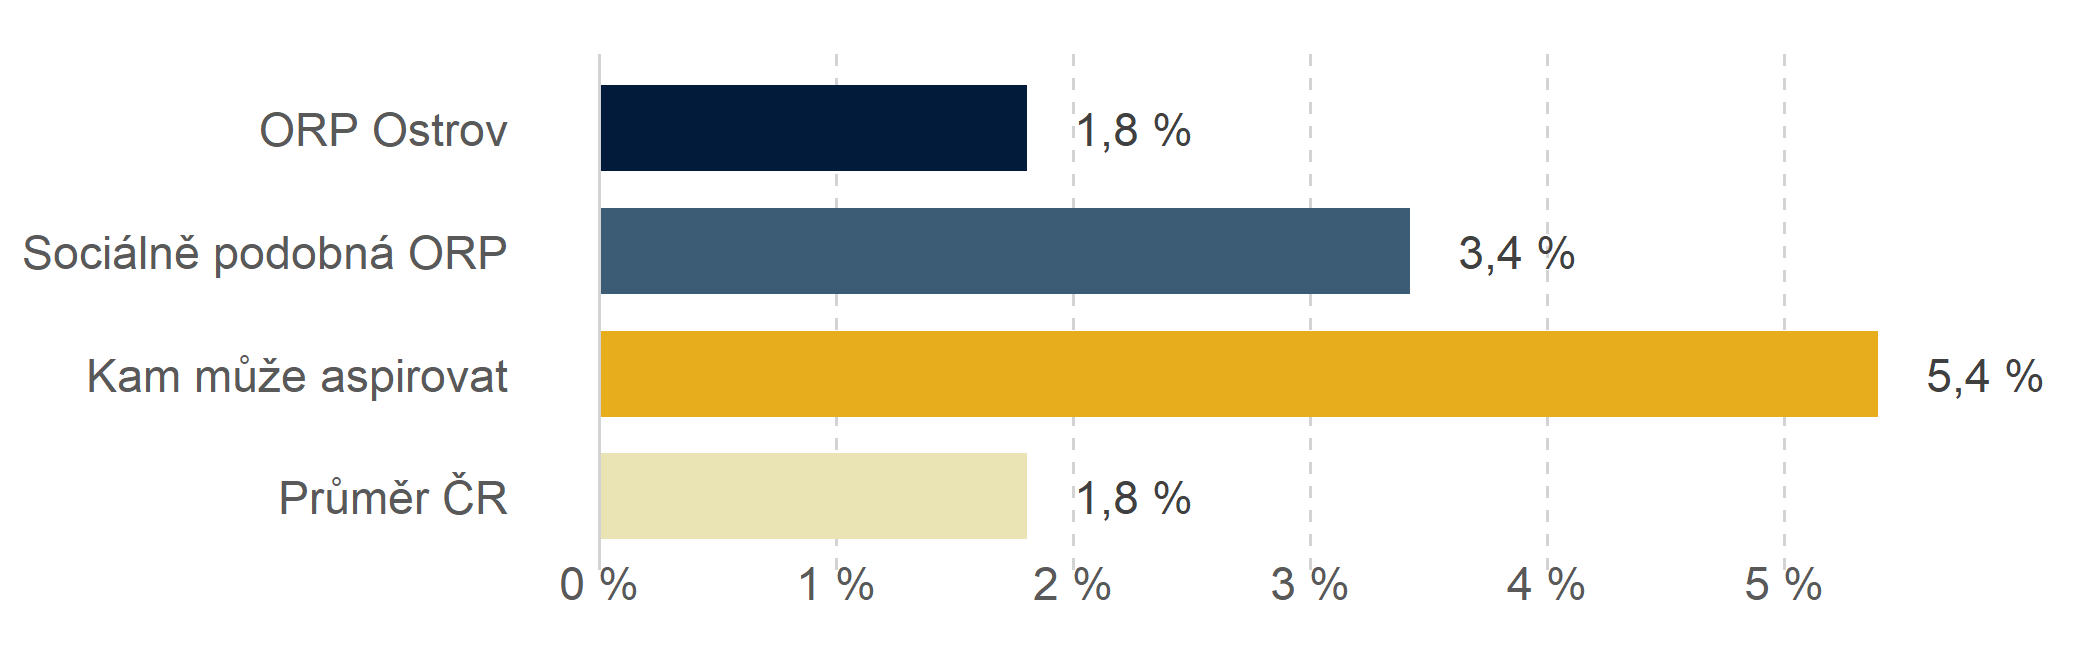 ORP Ostrov 1,8 %
Sociálně podobná ORP 3,4 %
Kam může aspirovat 5,4 %
Průměr ČR 1,8 %
0 % 1 % 2 % 3 % 4 % 5 %